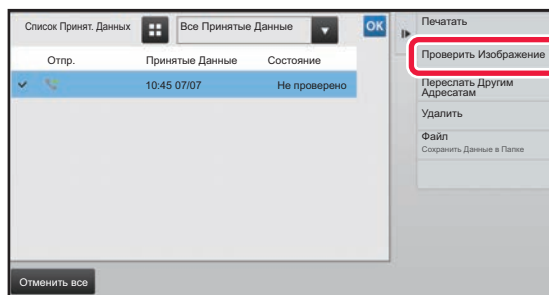 Список Принят. Данных
Все Принятые Данные
OK
Отпр.
Принятые Данные
Состояние
10:45 07/07
Не проверено
Отменить все
Печатать
Проверить Изображение
Переслать Другим
Адресатам
Удалить
Файл
Сохранить Данные в Папке